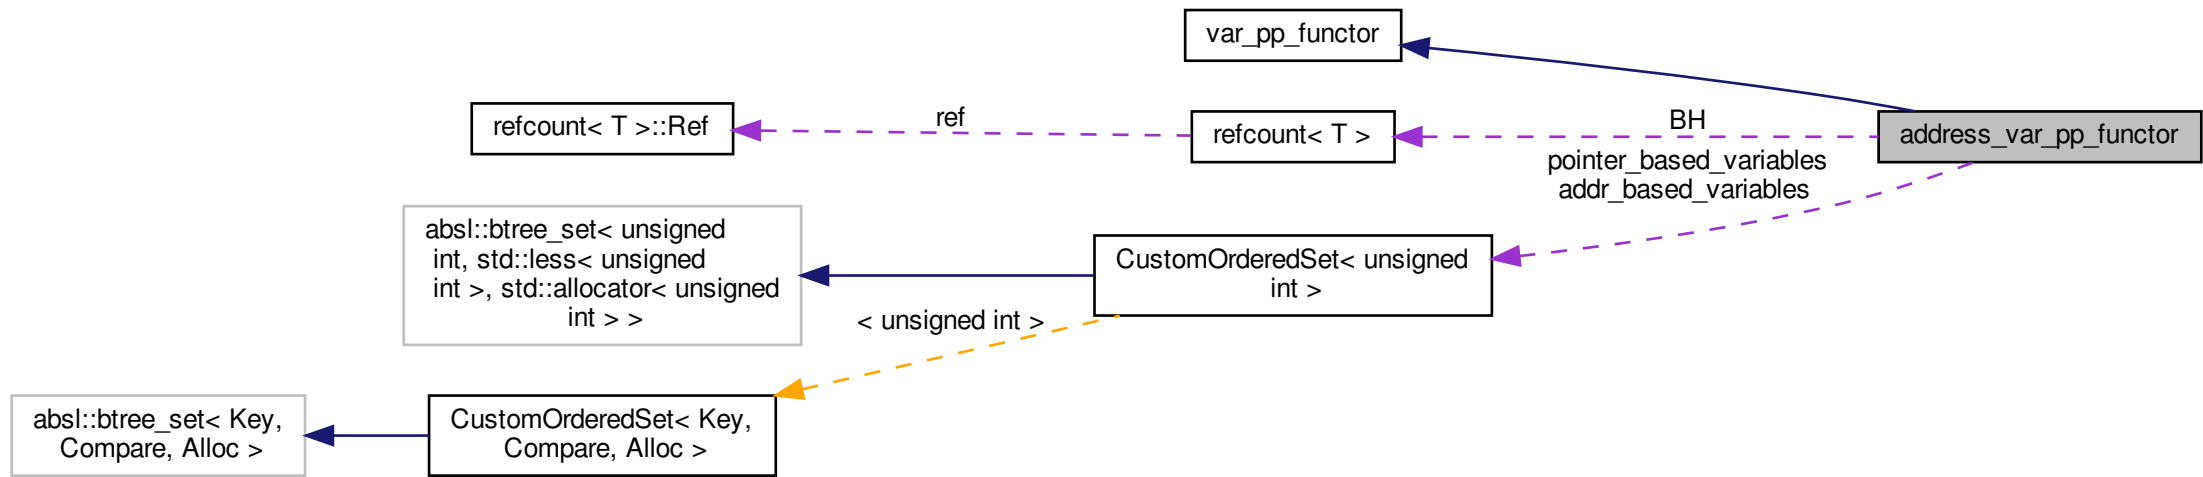 var_pp_functor
refcount< T >::Ref
ref
refcount< T >
BH
address_var_pp_functor
pointer_based_variables
addr_based_variables
absl::btree_set< unsigned
int, std::less< unsigned
int >, std::allocator< unsigned
int > >
CustomOrderedSet< unsigned
int >
< unsigned int >
absl::btree_set< Key,
Compare, Alloc >
CustomOrderedSet< Key,
Compare, Alloc >